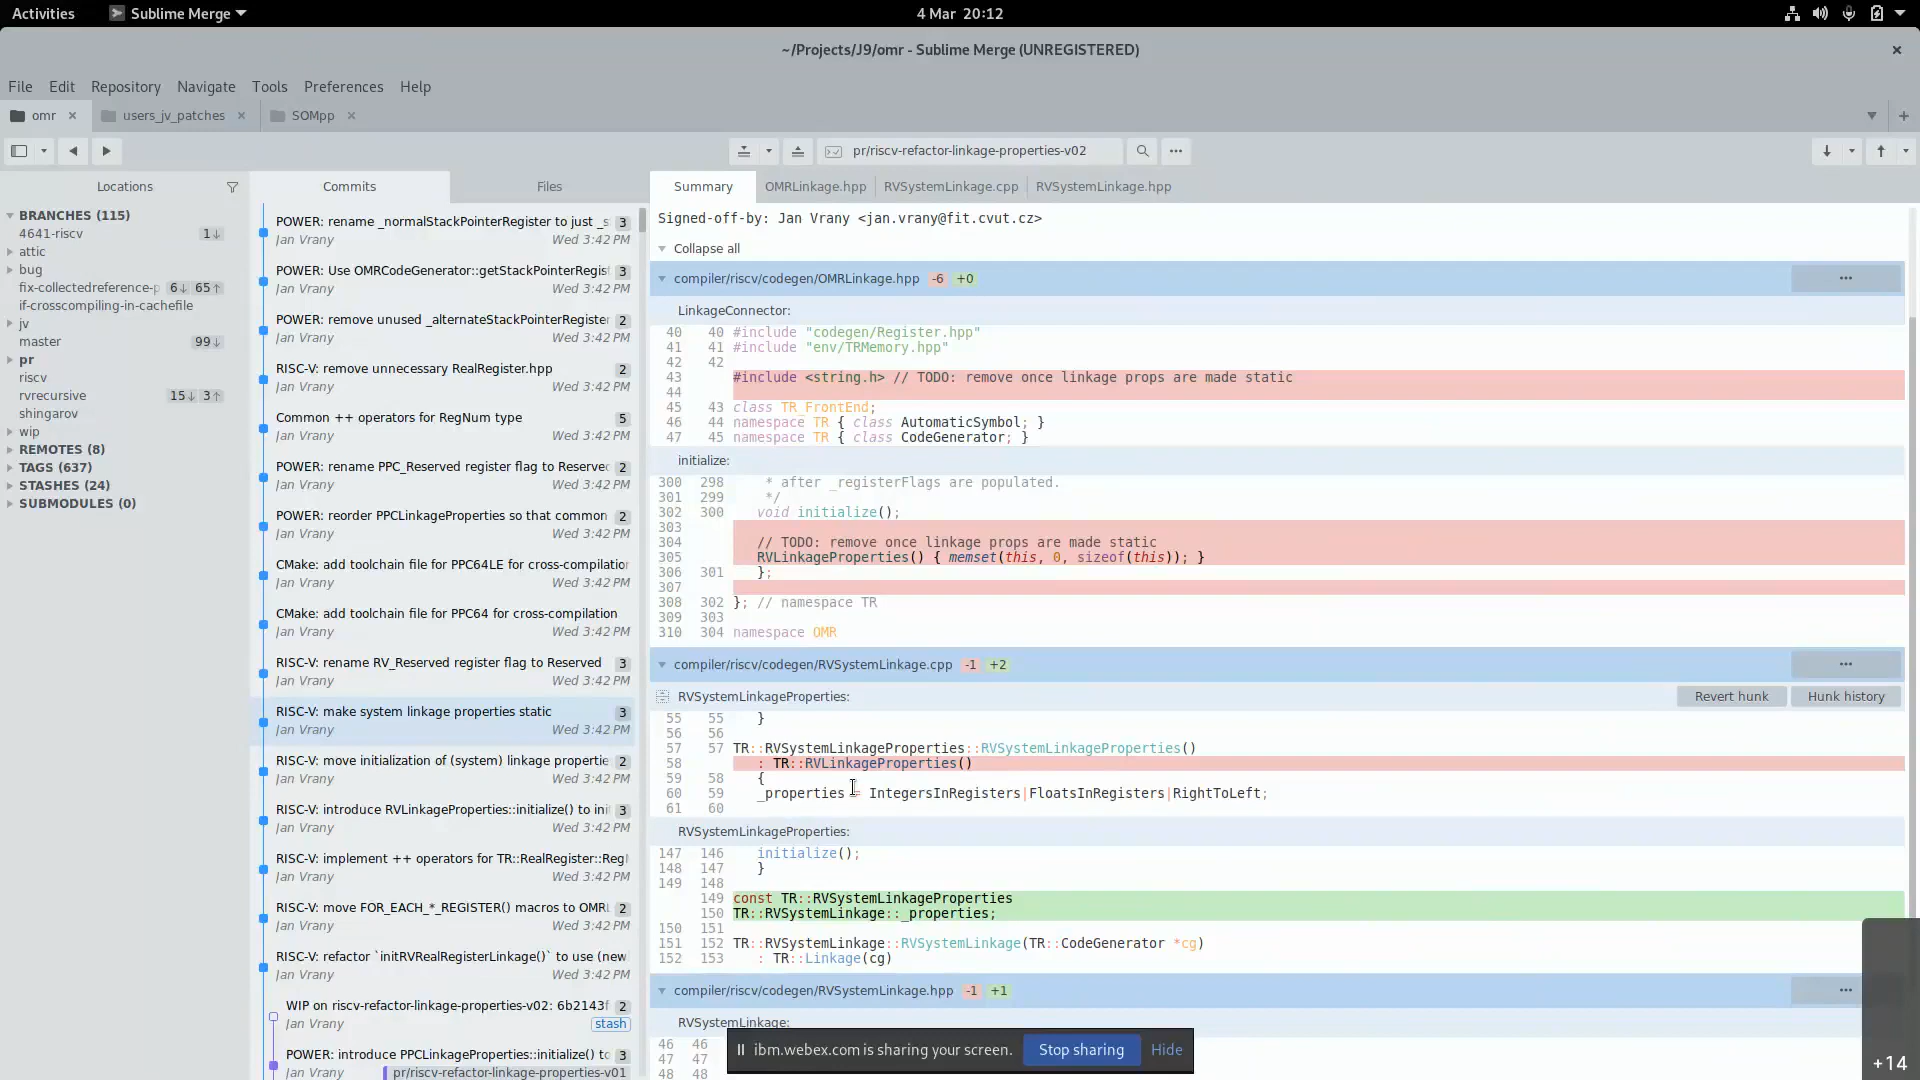 Activities
Sublime Merge
4 Mar 20:12
~/Projects/J9/omr - Sublime Merge (UNREGISTERED)
File Edit Repository Navigate Tools Preferences Help
omr
users_jv_patches
SOMpp
pr/riscv-refactor-linkage-properties-v02
Locations
BRANCHES (115)
4641-riscv 1↓
attic
bug
fix-collectedreference-p 6↓ 65↑
if-crosscompiling-in-cachefile
jv
master 99↓
pr
riscv
rvrecursive 15↓ 3↑
shingarov
wip
REMOTES (8)
TAGS (637)
STASHES (24)
SUBMODULES (0)
Commits
Files
POWER: rename _normalStackPointerRegister to just _s 3
Jan Vrany Wed 3:42 PM
POWER: Use OMRCodeGenerator::getStackPointerRegist 3
Jan Vrany Wed 3:42 PM
POWER: remove unused _alternateStackPointerRegister 2
Jan Vrany Wed 3:42 PM
RISC-V: remove unnecessary RealRegister.hpp 2
Jan Vrany Wed 3:42 PM
Common ++ operators for RegNum type 5
Jan Vrany Wed 3:42 PM
POWER: rename PPC_Reserved register flag to Reserved 2
Jan Vrany Wed 3:42 PM
POWER: reorder PPCLinkageProperties so that common 2
Jan Vrany Wed 3:42 PM
CMake: add toolchain file for PPC64LE for cross-compilation
Jan Vrany Wed 3:42 PM
CMake: add toolchain file for PPC64 for cross-compilation
Jan Vrany Wed 3:42 PM
RISC-V: rename RV_Reserved register flag to Reserved 3
Jan Vrany Wed 3:42 PM
RISC-V: make system linkage properties static 3
Jan Vrany Wed 3:42 PM
RISC-V: move initialization of (system) linkage propertie 2
Jan Vrany Wed 3:42 PM
RISC-V: introduce RVLinkageProperties::initialize() to init 3
Jan Vrany Wed 3:42 PM
RISC-V: implement ++ operators for TR::RealRegister::Regl
Jan Vrany Wed 3:42 PM
RISC-V: move FOR_EACH_*_REGISTER() macros to OMRL 2
Jan Vrany Wed 3:42 PM
RISC-V: refactor `initRVRealRegisterLinkage()` to use (new
Jan Vrany Wed 3:42 PM
WIP on riscv-refactor-linkage-properties-v02: 6b2143f 2
Jan Vrany stash
POWER: introduce PPCLinkageProperties::initialize() to 3
Jan Vrany pr/riscv-refactor-linkage-properties-v01
Summary OMRLinkage.hpp RVSystemLinkage.cpp RVSystemLinkage.hpp
Signed-off-by: Jan Vrany <jan.vrany@fit.cvut.cz>
Collapse all
compiler/riscv/codegen/OMRLinkage.hpp -6 +0
LinkageConnector:
40 40 #include "codegen/Register.hpp"
41 41 #include "env/TRMemory.hpp"
42 42
43 #include <string.h> // TODO: remove once linkage props are made static
44
45 43 class TR_FrontEnd;
46 44 namespace TR { class AutomaticSymbol; }
47 45 namespace TR { class CodeGenerator; }
initialize:
300 298 * after _registerFlags are populated.
301 299 */
302 300 void initialize();
303
304 // TODO: remove once linkage props are made static
305 RVLinkageProperties() { memset(this, 0, sizeof(this)); }
306 301 };
307
308 302 }; // namespace TR
309 303
310 304 namespace OMR
compiler/riscv/codegen/RVSystemLinkage.cpp -1 +2
RVSystemLinkageProperties: Revert hunk Hunk history
55 55 }
56 56
57 57 TR::RVSystemLinkageProperties::RVSystemLinkageProperties()
58 : TR::RVLinkageProperties()
59 58 {
60 59 _properties = IntegersInRegisters|FloatsInRegisters|RightToLeft;
61 60
RVSystemLinkageProperties:
147 146 initialize();
148 147 }
149 148
149 const TR::RVSystemLinkageProperties
150 TR::RVSystemLinkage::_properties;
150 151
151 152 TR::RVSystemLinkage::RVSystemLinkage(TR::CodeGenerator *cg)
152 153 : TR::Linkage(cg)
compiler/riscv/codegen/RVSystemLinkage.hpp -1 +1
RVSystemLinkage:
46 46
47 47
48 48
ibm.webex.com is sharing your screen. Stop sharing Hide
+14